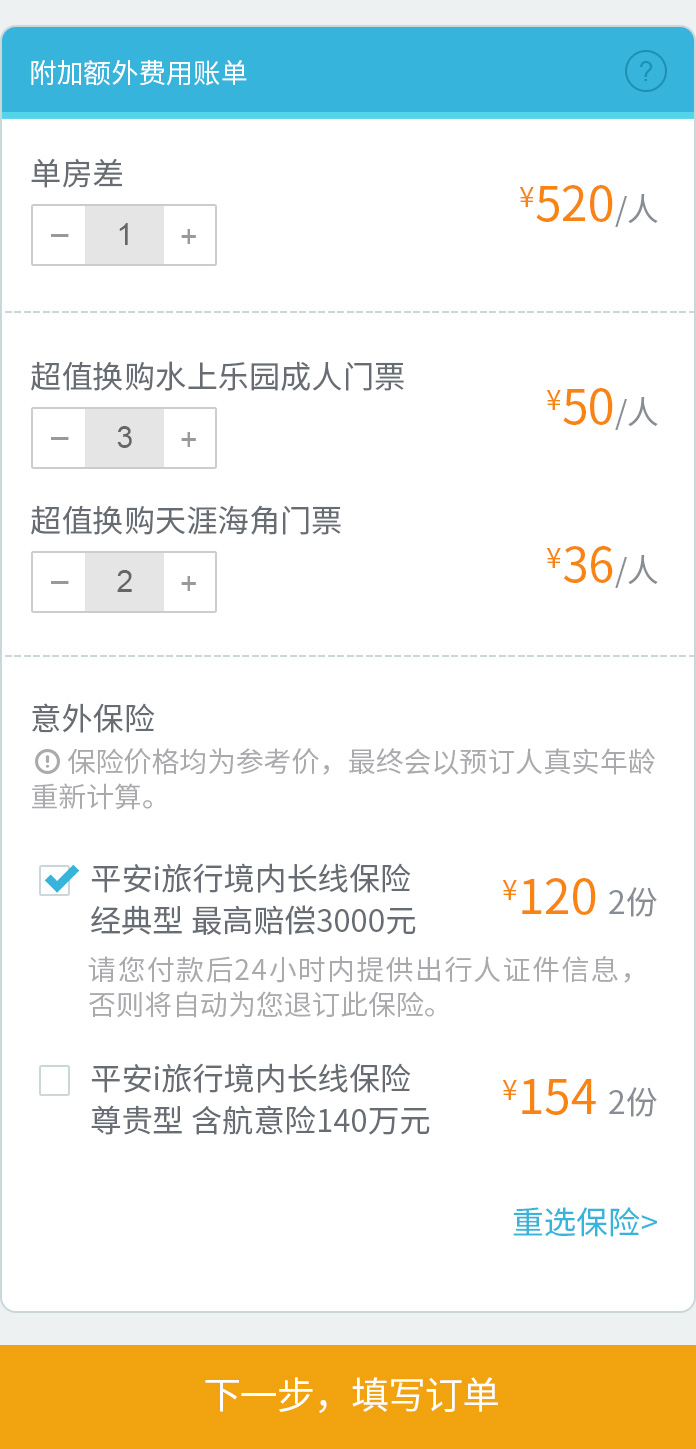 附加额外费用账单 ?
单房差
¥520/人
− 1 +
超值换购水上乐园成人门票
¥50/人
− 3 +
超值换购天涯海角门票
¥36/人
− 2 +
意外保险
保险价格均为参考价，最终会以预订人真实年龄
重新计算。
平安i旅行境内长线保险
经典型 最高赔偿3000元
¥120 2份
请您付款后24小时内提供出行人证件信息，
否则将自动为您退订此保险。
平安i旅行境内长线保险
尊贵型 含航意险140万元
¥154 2份
重选保险>
下一步，填写订单